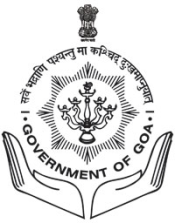 सर्वे भद्राणि पश्यन्तु मा कश्चिद् दुःखमाप्नुयात्
• GOVERNMENT OF GOA •